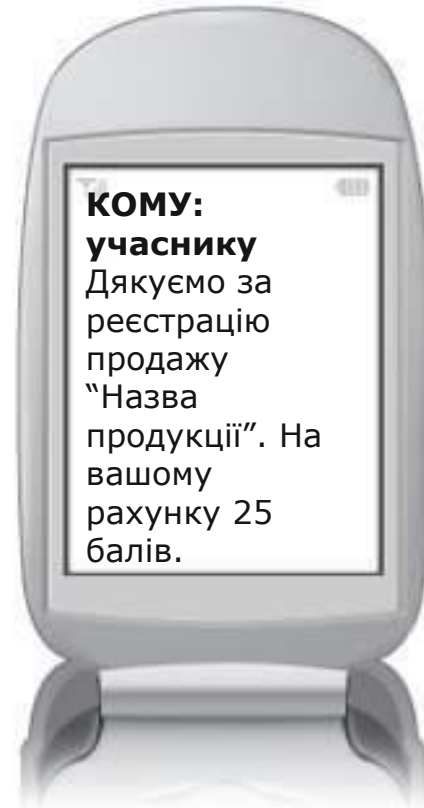 КОМУ:
учаснику
Дякуємо за
реєстрацію
продажу
“Назва
продукції”. На
вашому
рахунку 25
балів.